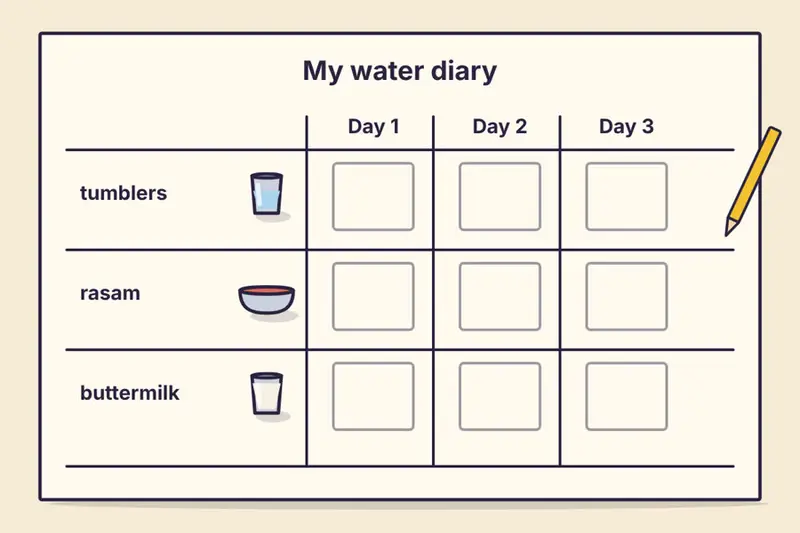 My water diary
Day 1 Day 2 Day 3
tumblers
rasam
buttermilk